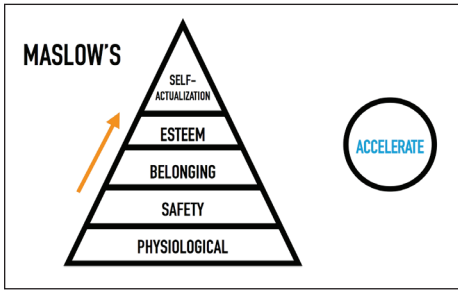 MASLOW'S
SELF-
ACTUALIZATION
ESTEEM
BELONGING
SAFETY
PHYSIOLOGICAL
ACCELERATE